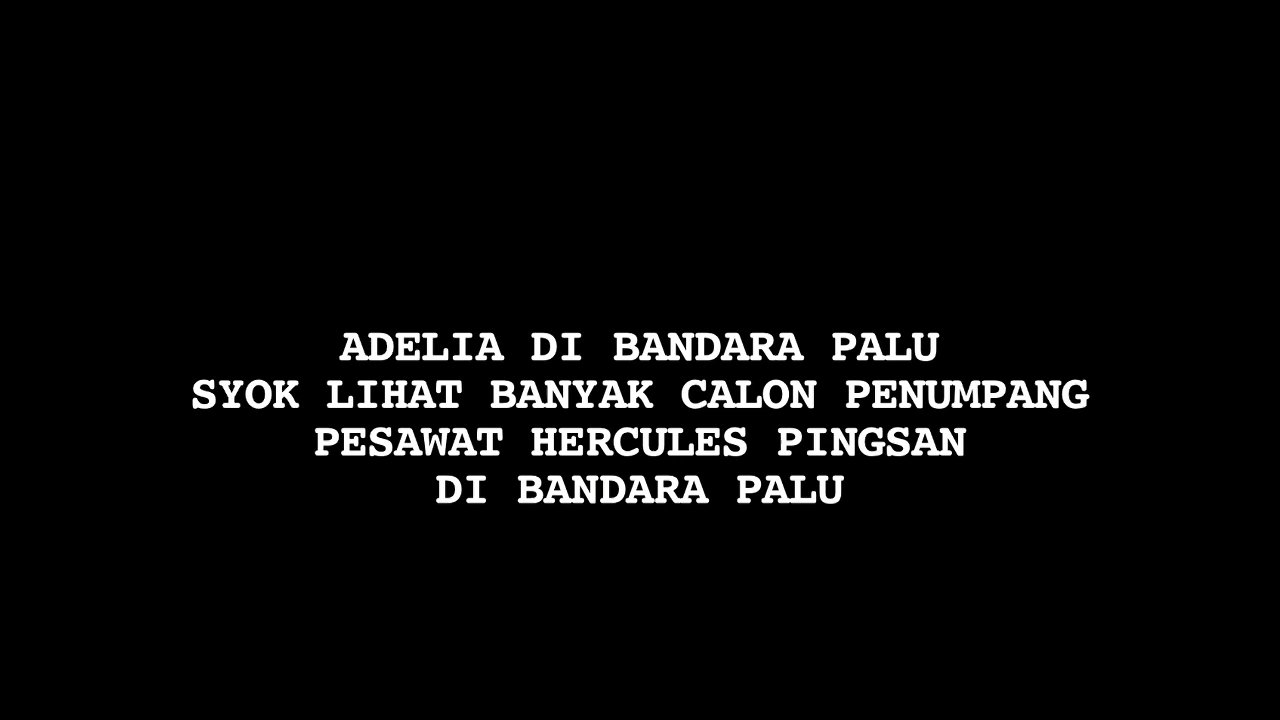 ADELIA DI BANDARA PALU
SYOK LIHAT BANYAK CALON PENUMPANG
PESAWAT HERCULES PINGSAN
DI BANDARA PALU